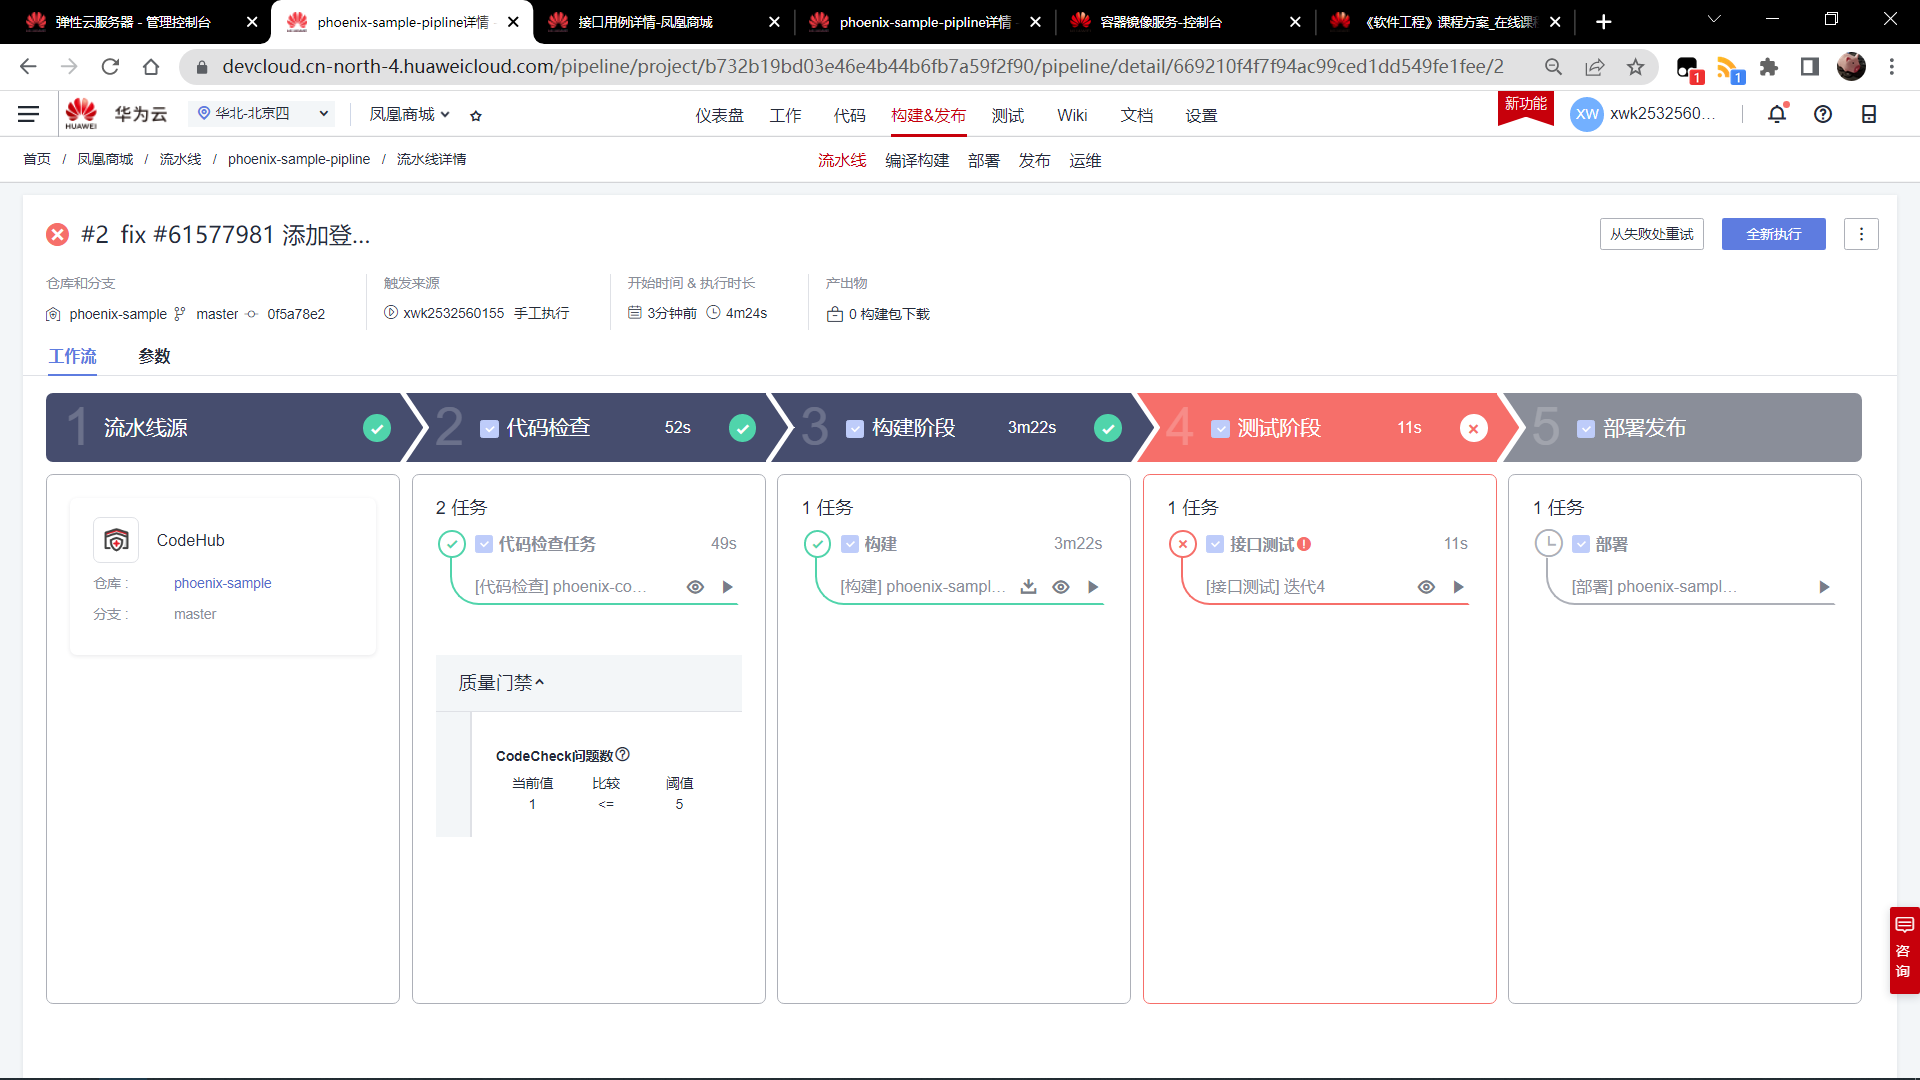 弹性云服务器 - 管理控制台
phoenix-sample-pipline详情
接口用例详情-凤凰商城
phoenix-sample-pipline详情
容器镜像服务-控制台
《软件工程》课程方案_在线课
devcloud.cn-north-4.huaweicloud.com/pipeline/project/b732b19bd03e46e4b44b6fb7a59f2f90/pipeline/detail/669210f4f7f94ac99ced1dd549fe1fee/2
1
1
HUAWEI
华为云
华北-北京四
凤凰商城
仪表盘
工作
代码
构建&发布
测试
Wiki
文档
设置
新功能
XW
xwk2532560...
首页 / 凤凰商城 / 流水线 / phoenix-sample-pipline / 流水线详情
流水线
编译构建
部署
发布
运维
#2 fix #61577981 添加登...
从失败处重试
全新执行
仓库和分支
phoenix-sample master 0f5a78e2
触发来源
xwk2532560155 手工执行
开始时间 & 执行时长
3分钟前 4m24s
产出物
0 构建包下载
工作流
参数
1 流水线源
2 代码检查 52s
3 构建阶段 3m22s
4 测试阶段 11s
5 部署发布
CodeHub
仓库 : phoenix-sample
分支 : master
2 任务
代码检查任务 49s
[代码检查] phoenix-co...
质量门禁
CodeCheck问题数
当前值 比较 阈值
1 <= 5
1 任务
构建 3m22s
[构建] phoenix-sampl...
1 任务
接口测试 11s
[接口测试] 迭代4
1 任务
部署
[部署] phoenix-sampl...
咨
询